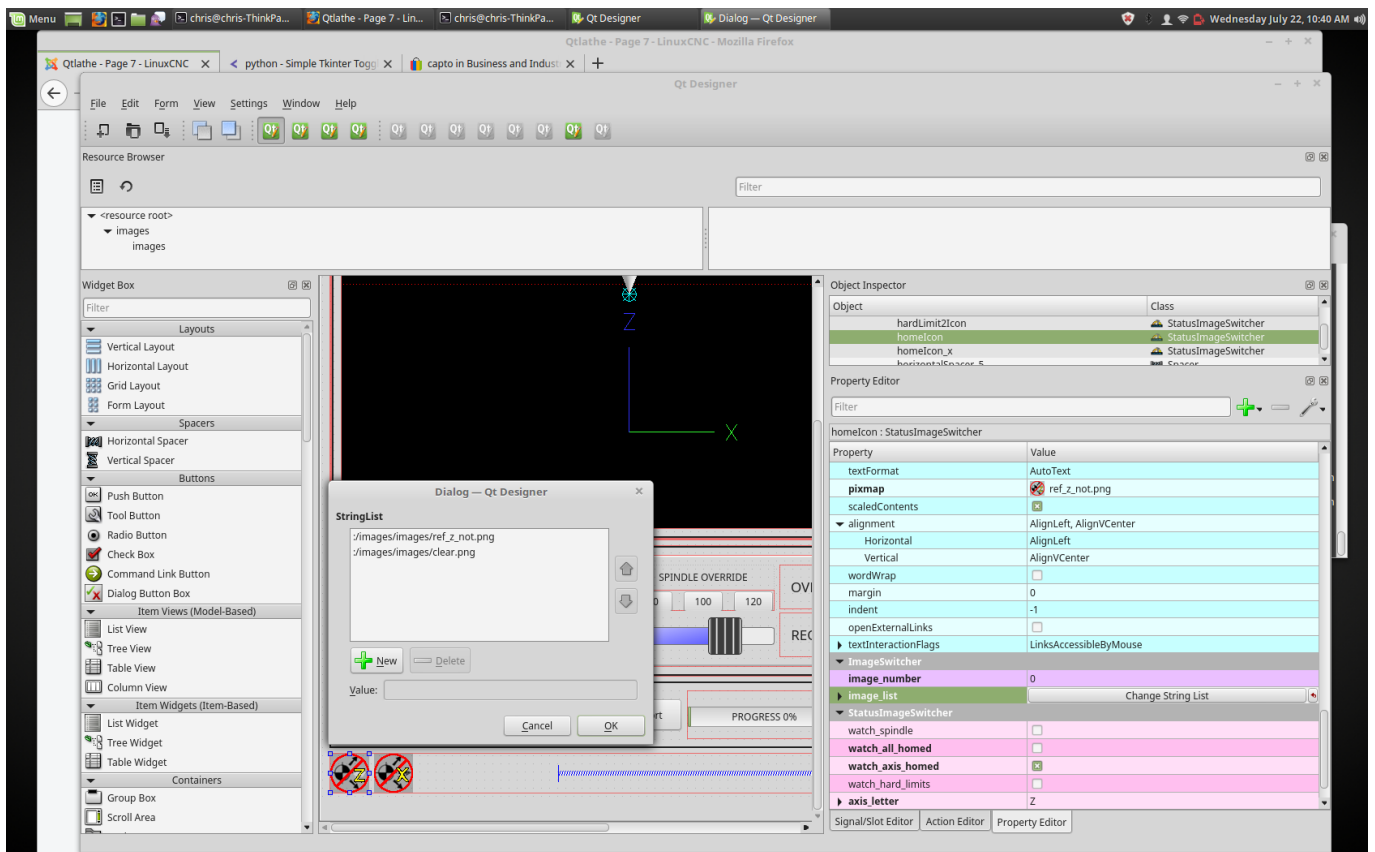 Menu
chris@chris-ThinkPa...
Qtlathe - Page 7 - Lin...
chris@chris-ThinkPa...
Qt Designer
Dialog — Qt Designer
Wednesday July 22, 10:40 AM
Qtlathe - Page 7 - LinuxCNC - Mozilla Firefox
Qtlathe - Page 7 - LinuxCNC
python - Simple Tkinter Togg
capto in Business and Indust
Qt Designer
File Edit Form View Settings Window Help
Resource Browser
Filter
<resource root>
images
images
Widget Box
Filter
Layouts
Vertical Layout
Horizontal Layout
Grid Layout
Form Layout
Spacers
Horizontal Spacer
Vertical Spacer
Buttons
Push Button
Tool Button
Radio Button
Check Box
Command Link Button
Dialog Button Box
Item Views (Model-Based)
List View
Tree View
Table View
Column View
Item Widgets (Item-Based)
List Widget
Tree Widget
Table Widget
Containers
Group Box
Scroll Area
Z
X
Dialog — Qt Designer
StringList
:/images/images/ref_z_not.png
:/images/images/clear.png
New
Delete
Value:
Cancel
OK
SPINDLE OVERRIDE
100 120
PROGRESS 0%
Z
X
Object Inspector
Object Class
hardLimit2Icon StatusImageSwitcher
homeIcon StatusImageSwitcher
homeIcon_x StatusImageSwitcher
horizontalSpacer_5 Spacer
Property Editor
Filter
homeIcon : StatusImageSwitcher
Property Value
textFormat AutoText
pixmap ref_z_not.png
scaledContents
alignment AlignLeft, AlignVCenter
Horizontal AlignLeft
Vertical AlignVCenter
wordWrap
margin 0
indent -1
openExternalLinks
textInteractionFlags LinksAccessibleByMouse
ImageSwitcher
image_number 0
image_list Change String List
StatusImageSwitcher
watch_spindle
watch_all_homed
watch_axis_homed
watch_hard_limits
axis_letter Z
Signal/Slot Editor Action Editor Property Editor